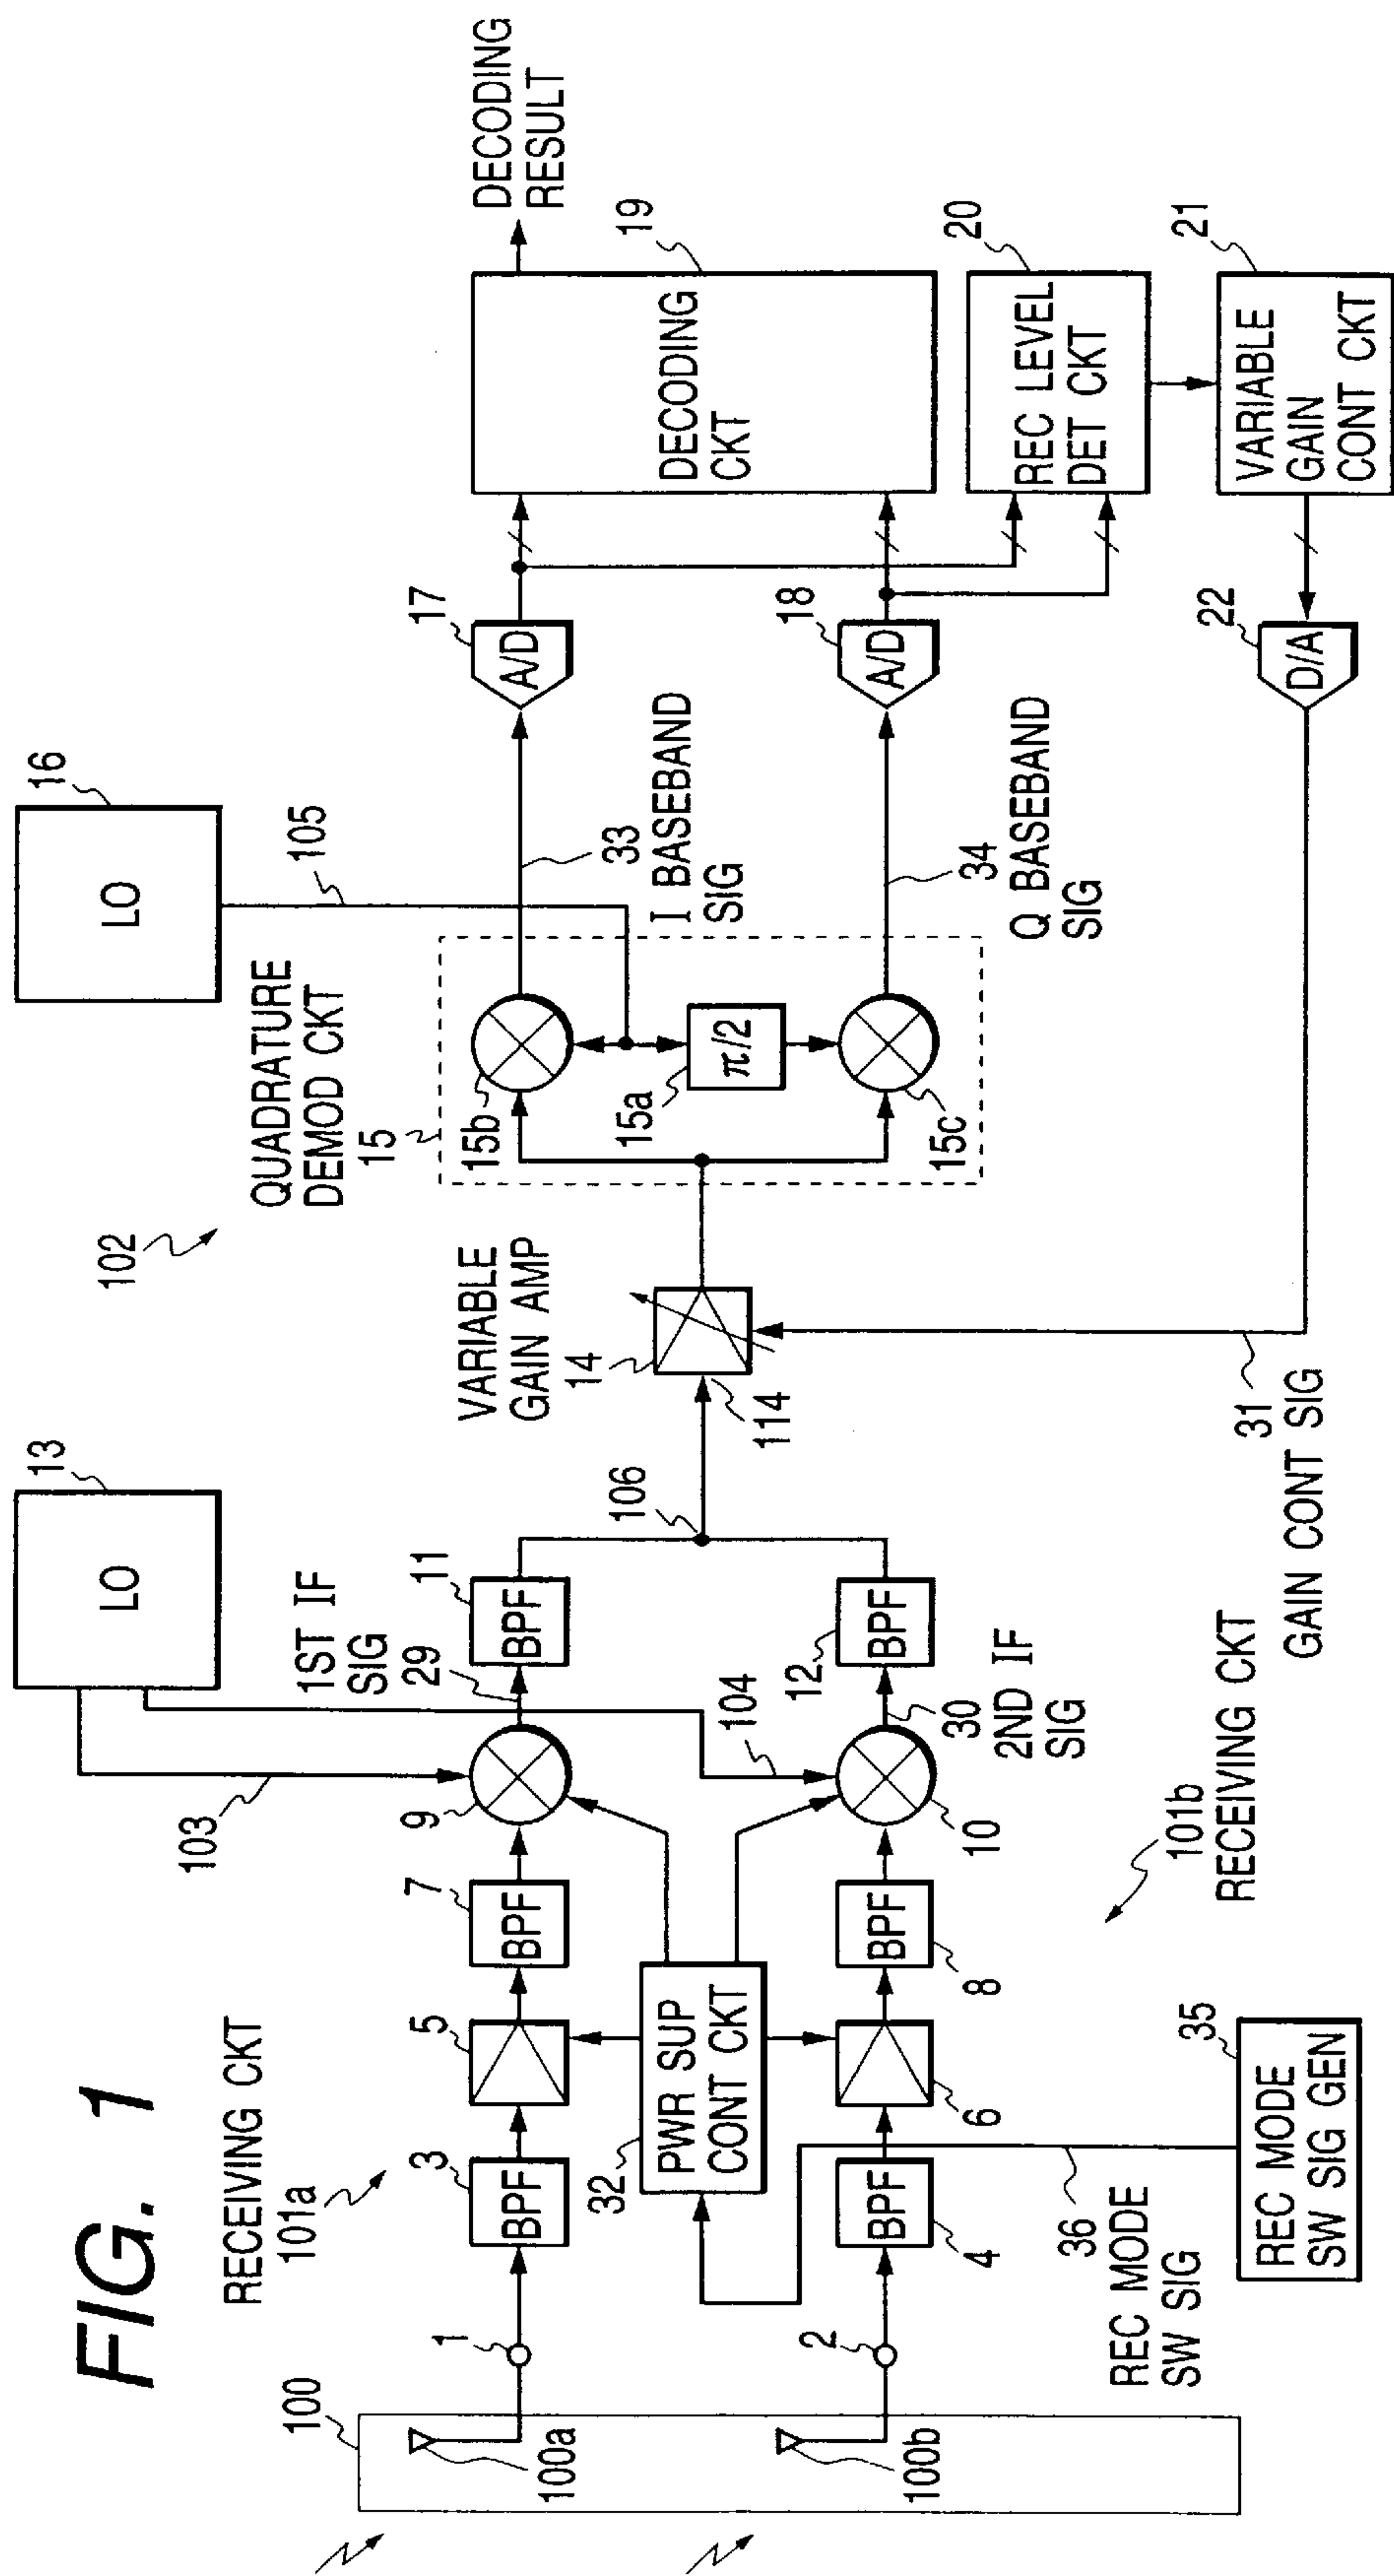 FIG. 1
100
100a
100b
1
2
RECEIVING CKT
101a
3
BPF
5
7
BPF
9
103
13
LO
1ST IF
SIG
29
11
BPF
32
PWR SUP
CONT CKT
4
BPF
6
8
BPF
10
104
30
2ND IF
SIG
12
BPF
106
101b
RECEIVING CKT
36
REC MODE
SW SIG
35
REC MODE
SW SIG GEN
VARIABLE
GAIN AMP
14
114
31
GAIN CONT SIG
102
QUADRATURE
DEMOD CKT
15
15b
15a
π/2
15c
16
LO
105
33
I BASEBAND
SIG
34
Q BASEBAND
SIG
17
A/D
18
A/D
22
D/A
DECODING
RESULT
19
DECODING
CKT
20
REC LEVEL
DET CKT
21
VARIABLE
GAIN
CONT CKT